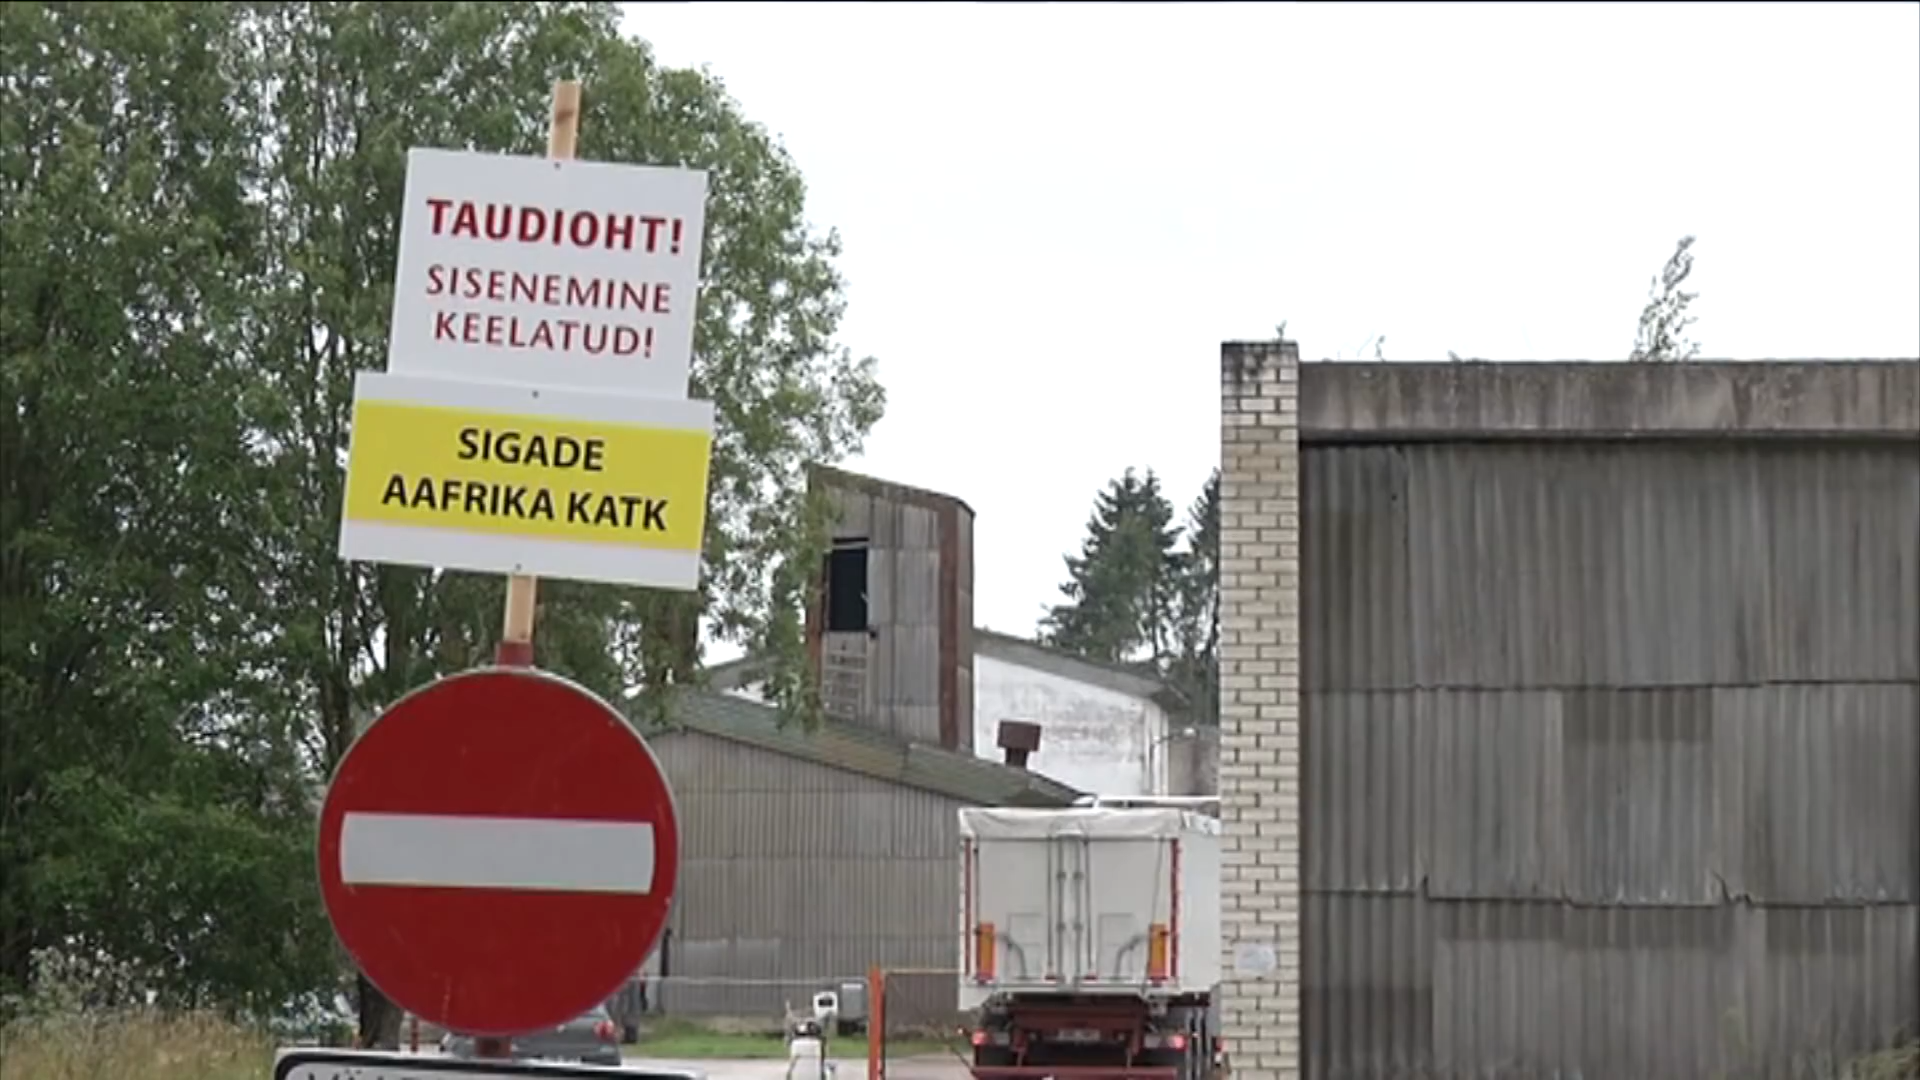 TAUDIOHT!
SISENEMINE
KEELATUD!
SIGADE
AAFRIKA KATK